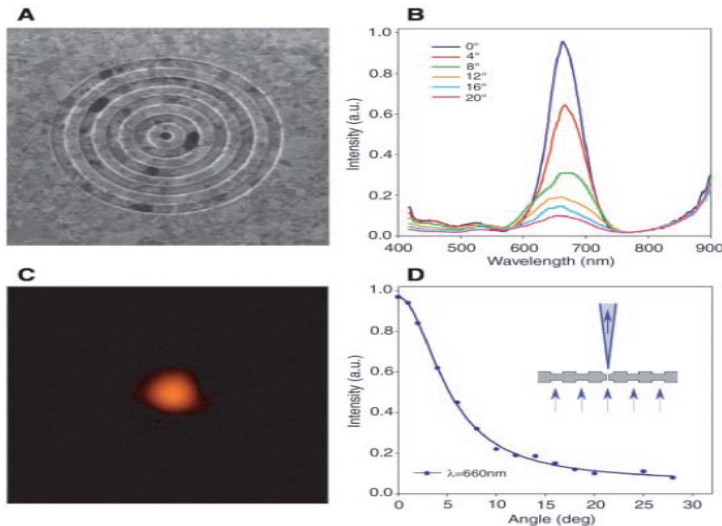 A
B
Intensity (a.u.)
1.0
0.8
0.6
0.4
0.2
0.0
0°
4°
8°
12°
16°
20°
400 500 600 700 800 900
Wavelength (nm)
C
D
Intensity (a.u.)
1.0
0.8
0.6
0.4
0.2
0.0
λ=660nm
0 5 10 15 20 25 30
Angle (deg)